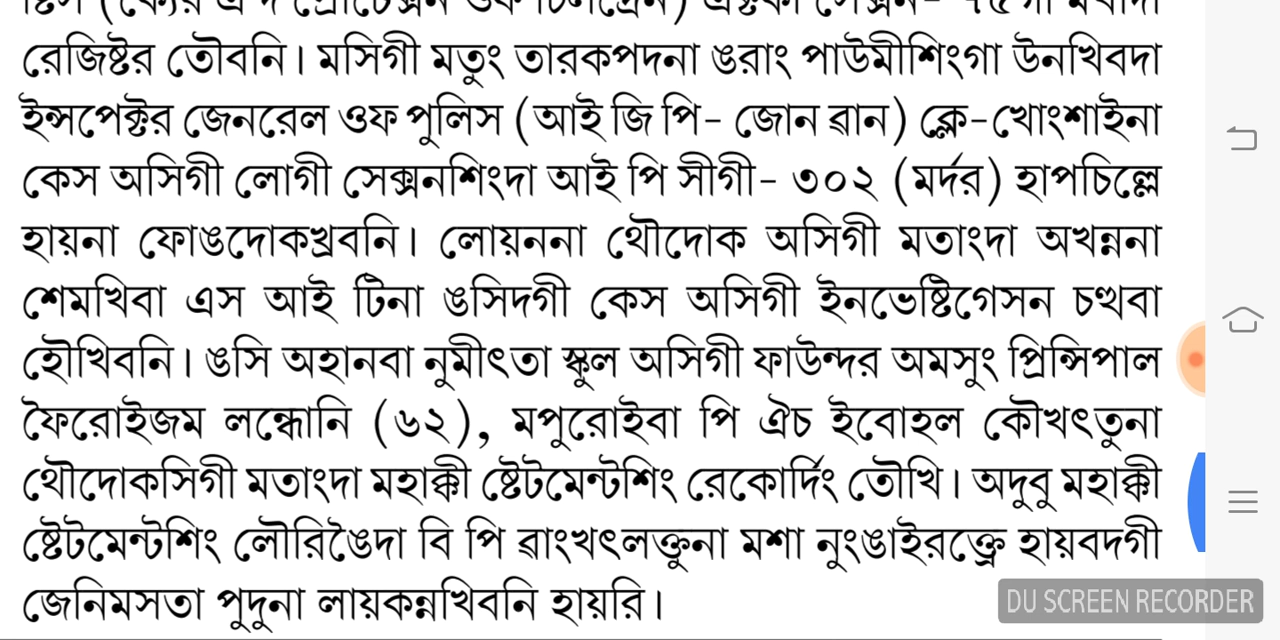 রেজিষ্টর তৌবনি। মসিগী মতুং তারকপদনা ঙরাং পাউমীশিংগা উনখিবদা
ইন্সপেক্টর জেনরেল ওফ পুলিস (আই জি পি- জোন ৱান) ক্লে-খোংশাইনা
কেস অসিগী লোগী সেক্সনশিংদা আই পি সীগী- ৩০২ (মর্দর) হাপচিল্লে
হায়না ফোঙদোকখ্রবনি। লোয়ননা থৌদোক অসিগী মতাংদা অখন্ননা
শেমখিবা এস আই টিনা ঙসিদগী কেস অসিগী ইনভেষ্টিগেসন চত্থবা
হৌখিবনি। ঙসি অহানবা নুমীৎতা স্কুল অসিগী ফাউন্দর অমসুং প্রিন্সিপাল
ফৈরোইজম লন্ধোনি (৬২), মপুরোইবা পি ঐচ ইবোহল কৌখৎতুনা
থৌদোকসিগী মতাংদা মহাক্কী ষ্টেটমেন্টশিং রেকোর্দিং তৌখি। অদুবু মহাক্কী
ষ্টেটমেন্টশিং লৌরিঙৈদা বি পি ৱাংখৎলক্তুনা মশা নুংঙাইরক্ত্রে হায়বদগী
জেনিমসতা পুদুনা লায়কন্নখিবনি হায়রি।
DU SCREEN RECORDER